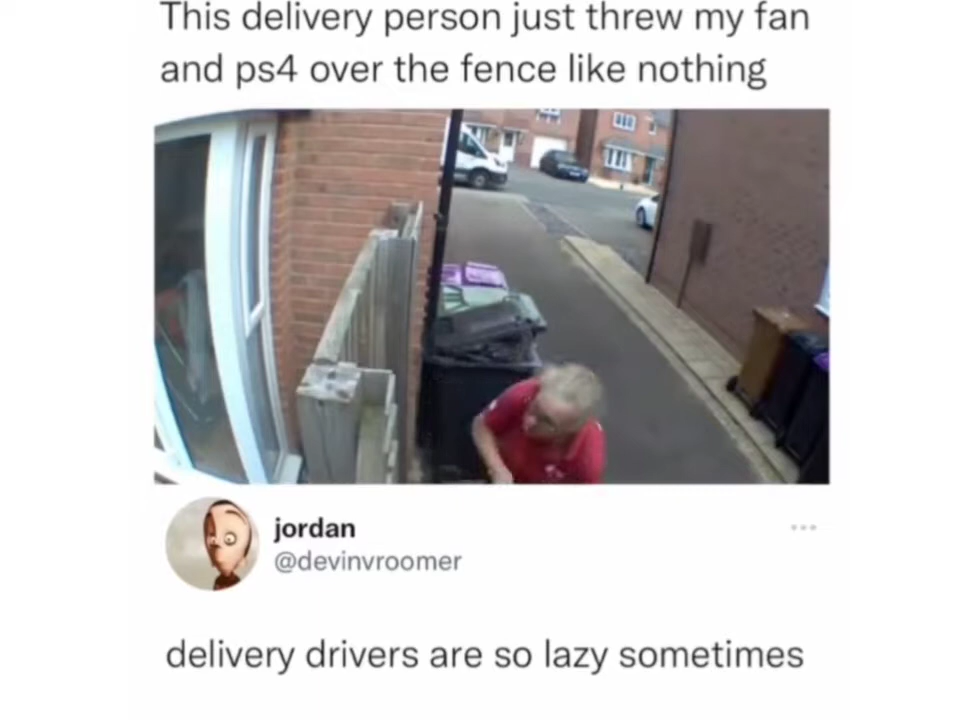 This delivery person just threw my fan
and ps4 over the fence like nothing
jordan
@devinvroomer
delivery drivers are so lazy sometimes